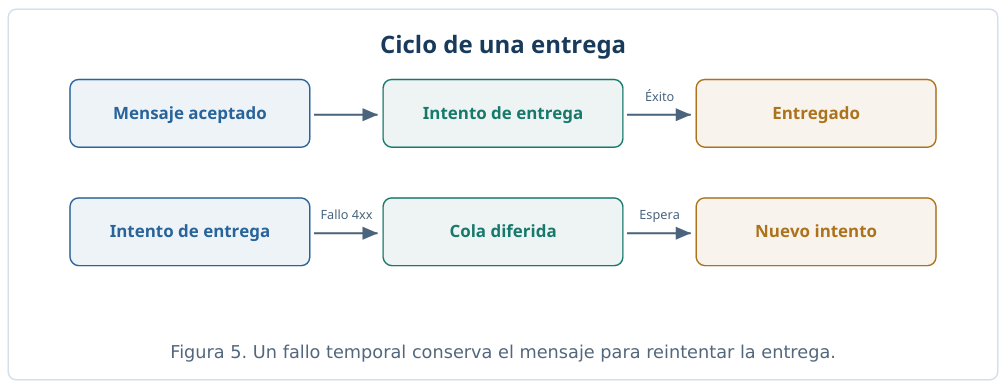 Ciclo de una entrega
Mensaje aceptado
Intento de entrega
Éxito
Entregado
Intento de entrega
Fallo 4xx
Cola diferida
Espera
Nuevo intento
Figura 5. Un fallo temporal conserva el mensaje para reintentar la entrega.